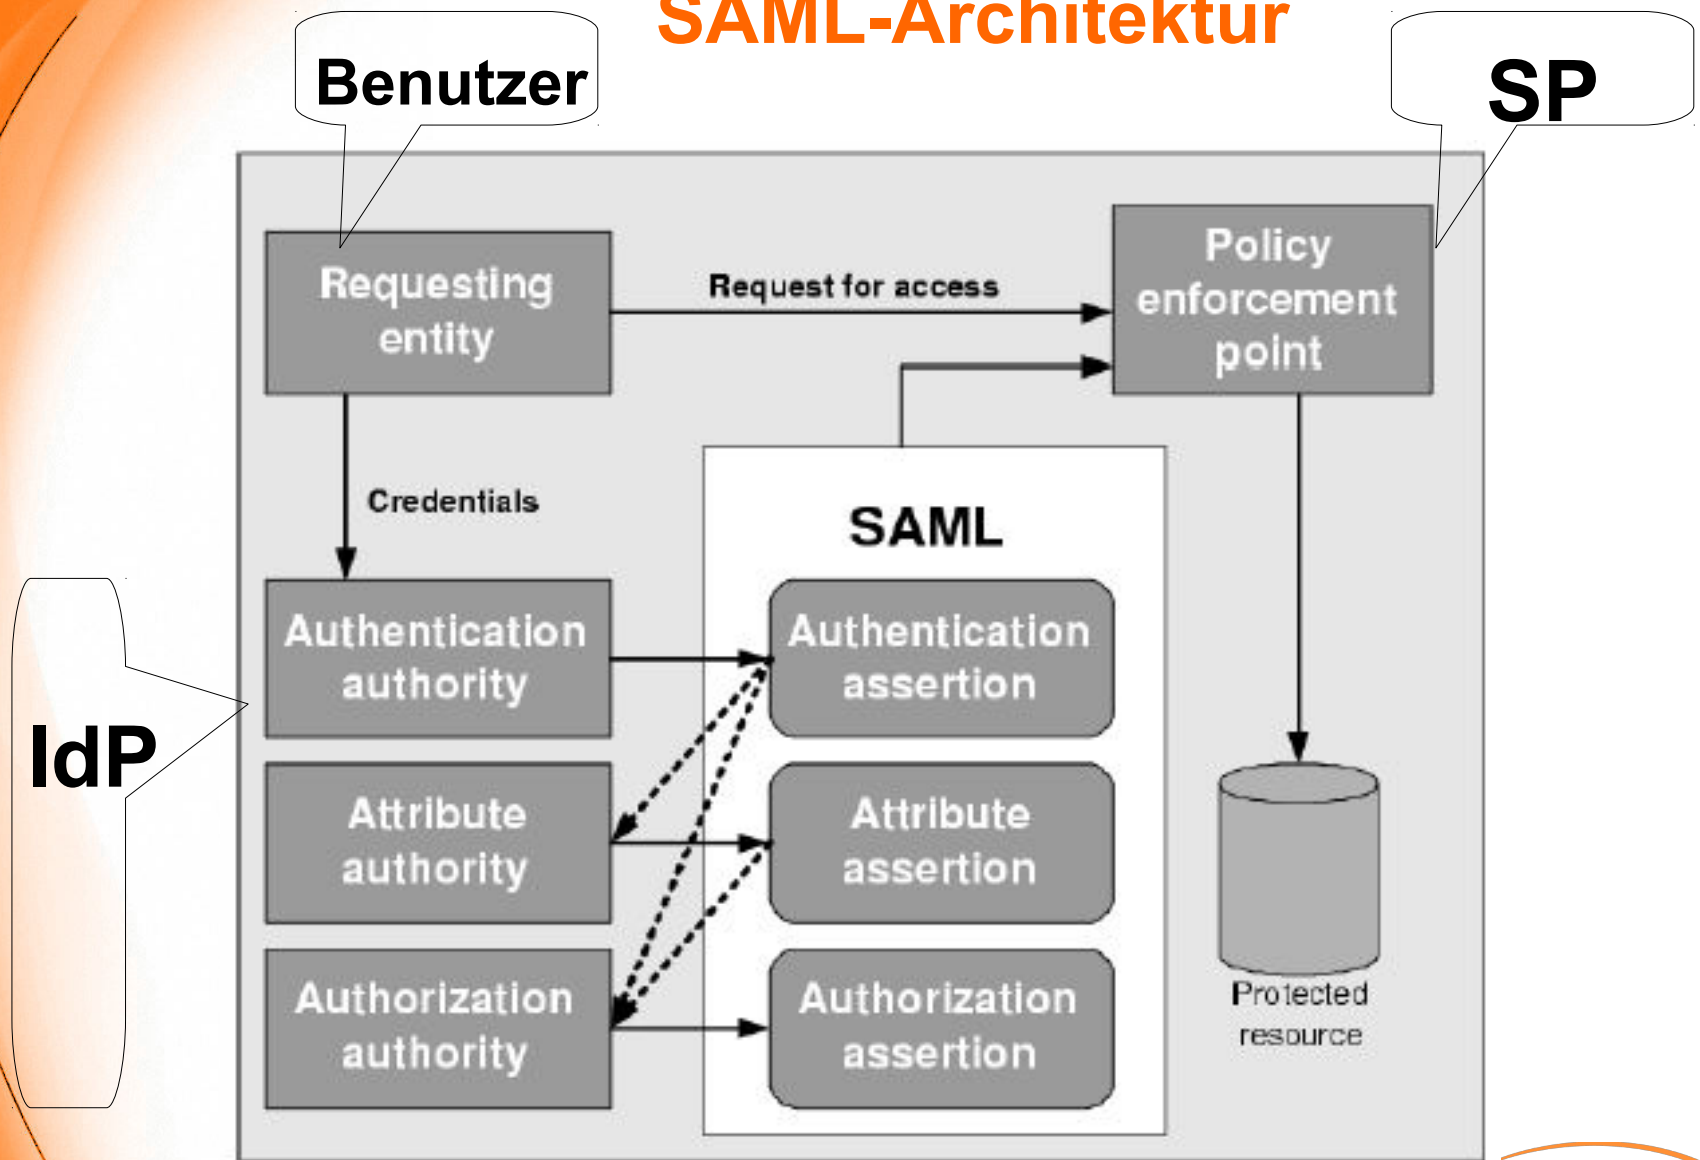 SAML-Architektur
Benutzer
SP
Requesting
entity
Request for access
Policy
enforcement
point
Credentials
SAML
IdP
Authentication
authority
Authentication
assertion
Attribute
authority
Attribute
assertion
Authorization
authority
Authorization
assertion
Protected
resource